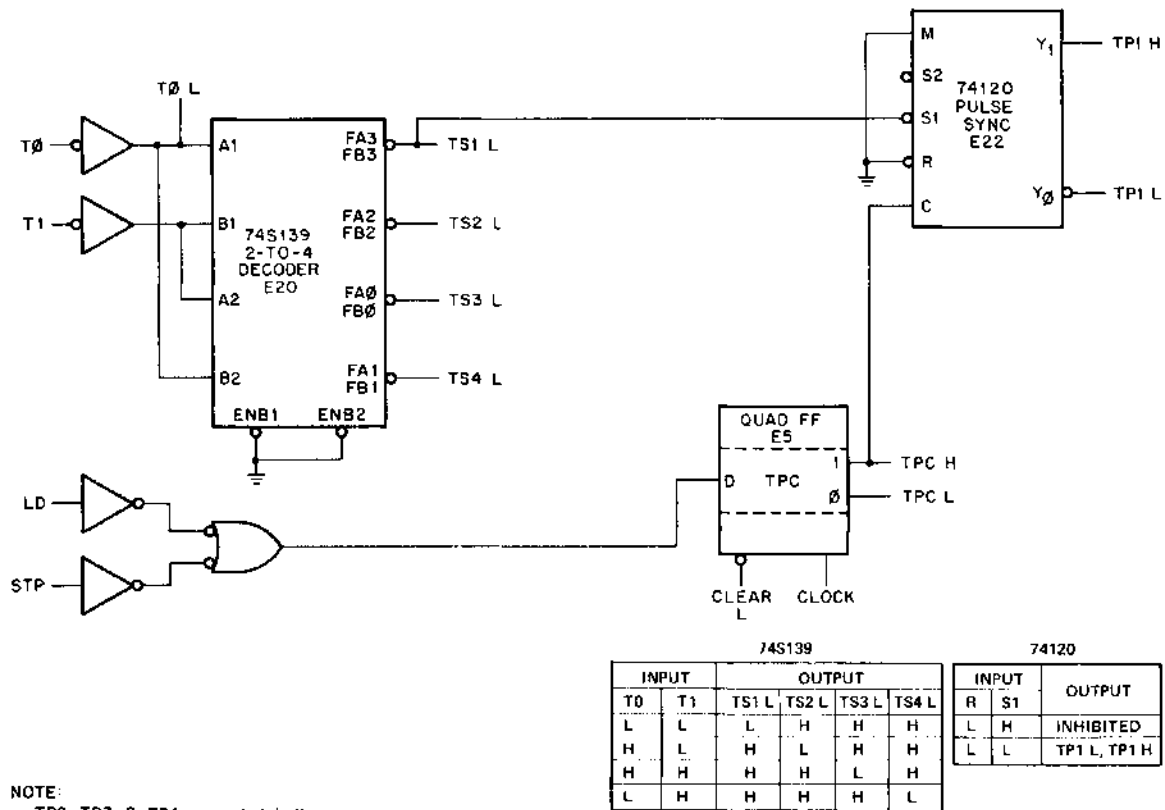 M
Y1
TP1 H
S2
74120
PULSE
SYNC
E22
S1
R
C
YØ
TP1 L
TØ L
TØ
T1
A1
B1
A2
B2
74S139
2-TO-4
DECODER
E20
FA3
FB3
TS1 L
FA2
FB2
TS2 L
FAØ
FBØ
TS3 L
FA1
FB1
TS4 L
ENB1 ENB2
LD
STP
QUAD FF
E5
D TPC
1
Ø
TPC H
TPC L
CLEAR
L
CLOCK
74S139
INPUT OUTPUT
T0 T1 TS1 L TS2 L TS3 L TS4 L
L L L H H H
H L H L H H
H H H H L H
L H H H H L
74120
INPUT OUTPUT
R S1
L H INHIBITED
L L TP1 L, TP1 H
NOTE: